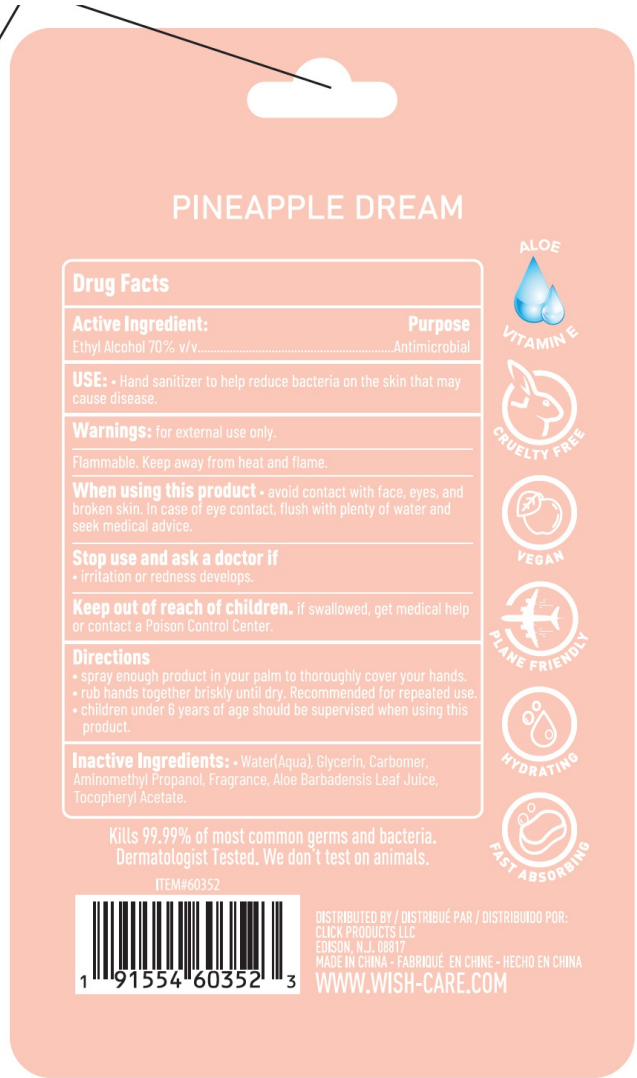 PINEAPPLE DREAM
Drug Facts
Active Ingredient: Purpose
Ethyl Alcohol 70% v/v............................................................Antimicrobial
USE: • Hand sanitizer to help reduce bacteria on the skin that may
cause disease.
Warnings: for external use only.
Flammable. Keep away from heat and flame.
When using this product • avoid contact with face, eyes, and
broken skin. In case of eye contact, flush with plenty of water and
seek medical advice.
Stop use and ask a doctor if
• irritation or redness develops.
Keep out of reach of children. if swallowed, get medical help
or contact a Poison Control Center.
Directions
• spray enough product in your palm to thoroughly cover your hands.
• rub hands together briskly until dry. Recommended for repeated use.
• children under 6 years of age should be supervised when using this
product.
Inactive Ingredients: • Water(Aqua), Glycerin, Carbomer,
Aminomethyl Propanol, Fragrance, Aloe Barbadensis Leaf Juice,
Tocopheryl Acetate.
ALOE
VITAMIN E
CRUELTY FREE
VEGAN
PLANE FRIENDLY
HYDRATING
FAST ABSORBING
Kills 99.99% of most common germs and bacteria.
Dermatologist Tested. We don't test on animals.
ITEM#60352
1 91554 60352 3
DISTRIBUTED BY / DISTRIBUÉ PAR / DISTRIBUIDO POR:
CLICK PRODUCTS LLC
EDISON, N.J. 08817
MADE IN CHINA - FABRIQUÉ EN CHINE - HECHO EN CHINA
WWW.WISH-CARE.COM